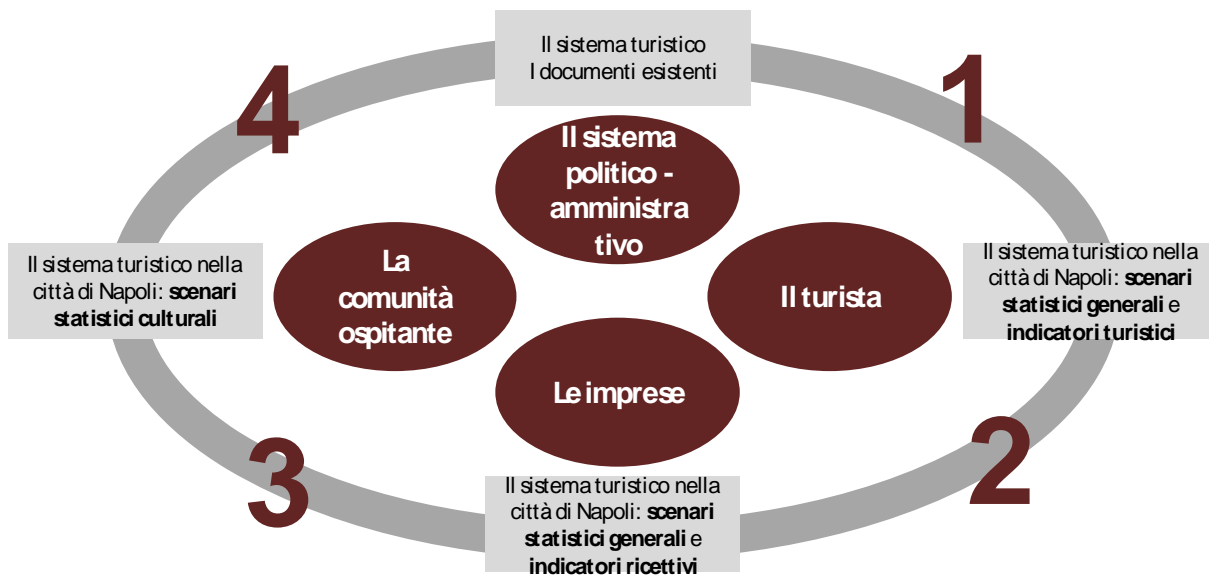 Il sistema turistico
I documenti esistenti
4
1
Il sistema
politico -
amministra
tivo
Il sistema turistico nella
città di Napoli: scenari
statistici culturali
La
comunità
ospitante
Il turista
Il sistema turistico nella
città di Napoli: scenari
statistici generali e
indicatori turistici
Le imprese
3
2
Il sistema turistico nella
città di Napoli: scenari
statistici generali e
indicatori ricettivi